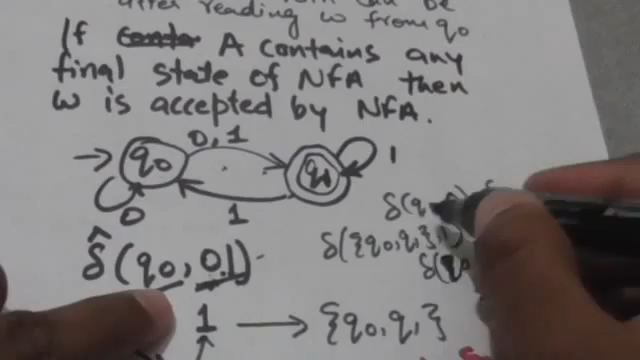 after reading w from q0
If A contains any
final state of NFA then
w is accepted by NFA.
0,1
q0
q1
1
0
1
δ(q
δ({q0,q1},1)
δ̂(q0, 01)
δ(q0
1 → {q0,q1}